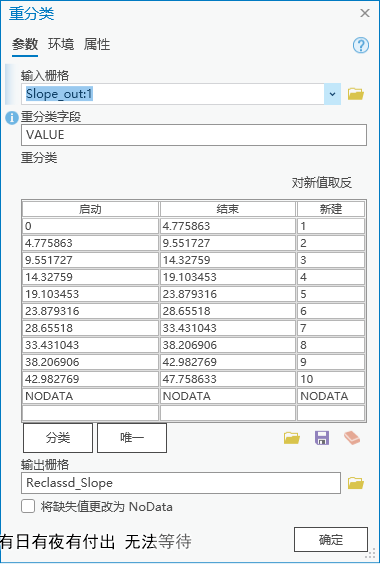 重分类
参数 环境 属性
输入栅格
Slope_out:1
重分类字段
VALUE
重分类
对新值取反
启动 结束 新建
0 4.775863 1
4.775863 9.551727 2
9.551727 14.32759 3
14.32759 19.103453 4
19.103453 23.879316 5
23.879316 28.65518 6
28.65518 33.431043 7
33.431043 38.206906 8
38.206906 42.982769 9
42.982769 47.758633 10
NODATA NODATA NODATA
分类 唯一
输出栅格
Reclassd_Slope
将缺失值更改为 NoData
有日有夜有付出 无法等待
确定